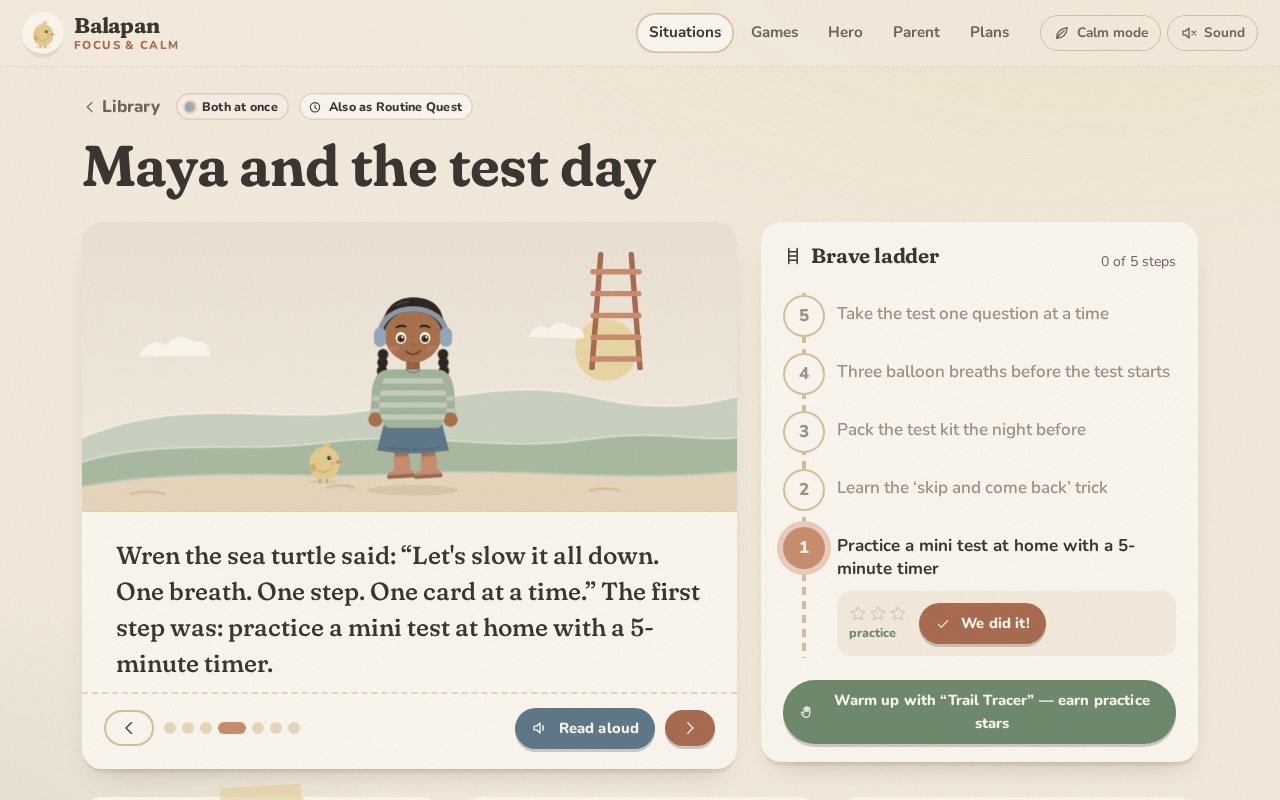 Balapan
FOCUS & CALM
Situations
Games
Hero
Parent
Plans
Calm mode
Sound
Library
Both at once
Also as Routine Quest
Maya and the test day
Wren the sea turtle said: “Let's slow it all down.
One breath. One step. One card at a time.” The first
step was: practice a mini test at home with a 5-
minute timer.
Read aloud
Brave ladder
0 of 5 steps
5
Take the test one question at a time
4
Three balloon breaths before the test starts
3
Pack the test kit the night before
2
Learn the ‘skip and come back’ trick
1
Practice a mini test at home with a 5-
minute timer
practice
We did it!
Warm up with “Trail Tracer” — earn practice
stars